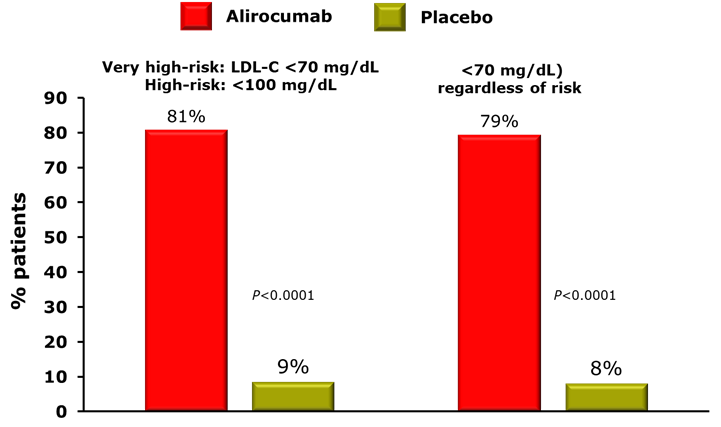 Alirocumab Placebo
Very high-risk: LDL-C <70 mg/dL
High-risk: <100 mg/dL
<70 mg/dL)
regardless of risk
% patients
90
80
70
60
50
40
30
20
10
0
81%
9%
P<0.0001
79%
8%
P<0.0001